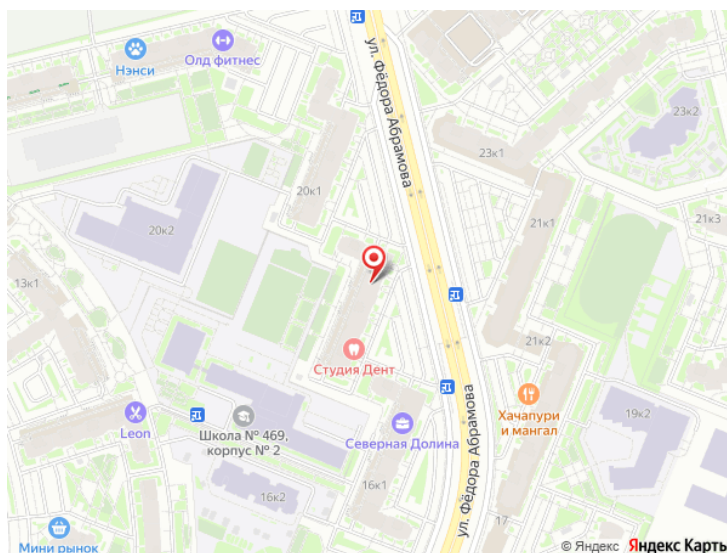 Нэнси
Олд фитнес
ул. Фёдора Абрамова
23к2
23к1
20к1
20к2
21к1
21к3
13к1
21к2
Студия Дент
Хачапури
и мангал
19к2
Leon
Школа № 469,
корпус № 2
Северная Долина
ул. Фёдора Абрамова
16к1
16к2
17
Мини рынок
© Яндекс Яндекс Карты